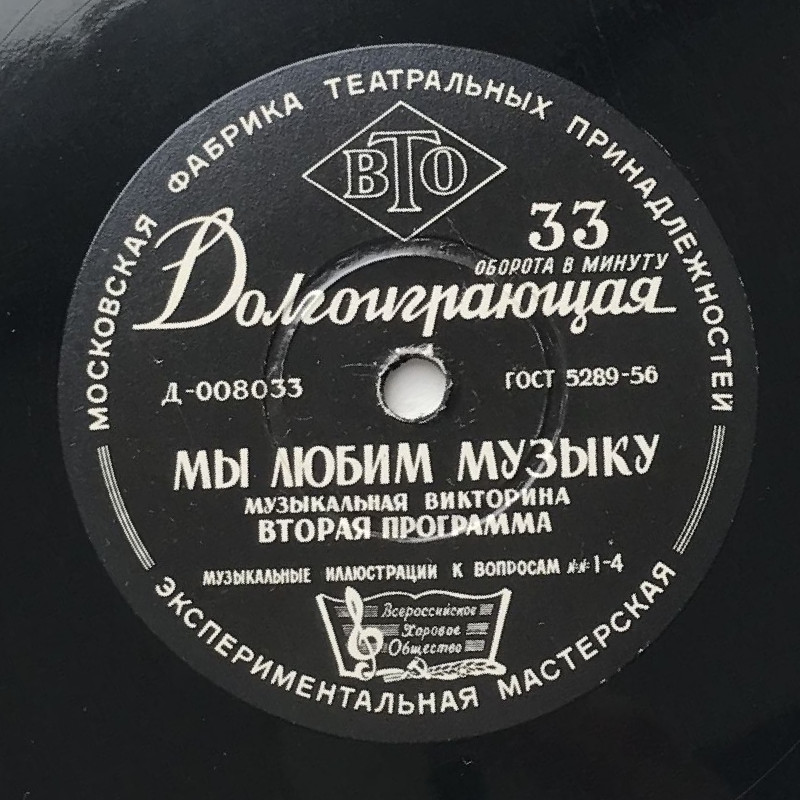 МОСКОВСКАЯ ФАБРИКА ТЕАТРАЛЬНЫХ ПРИНАДЛЕЖНОСТЕЙ
ВТО
33
ОБОРОТА В МИНУТУ
Долгоиграющая
Д-008033
ГОСТ 5289-56
МЫ ЛЮБИМ МУЗЫКУ
МУЗЫКАЛЬНАЯ ВИКТОРИНА
ВТОРАЯ ПРОГРАММА
МУЗЫКАЛЬНЫЕ ИЛЛЮСТРАЦИИ К ВОПРОСАМ №№ 1-4
Всероссийское
Хоровое
Общество
ЭКСПЕРИМЕНТАЛЬНАЯ МАСТЕРСКАЯ